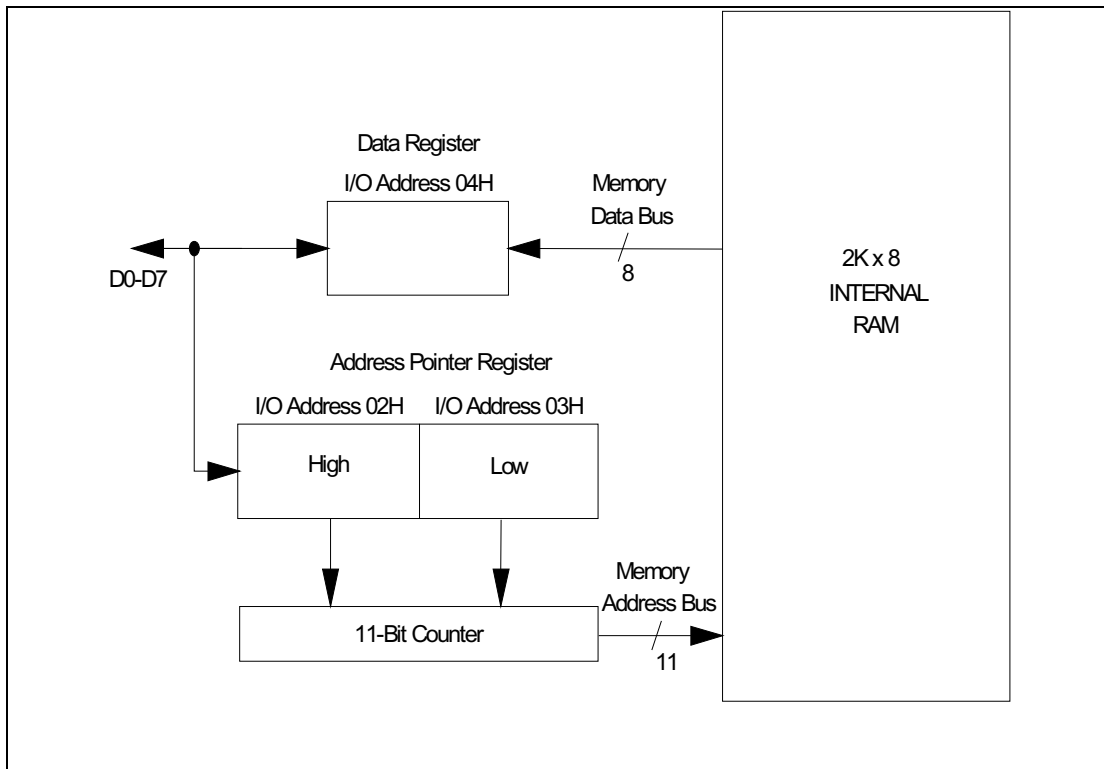 Data Register
I/O Address 04H
Memory
Data Bus
8
D0-D7
2K x 8
INTERNAL
RAM
Address Pointer Register
I/O Address 02H
I/O Address 03H
High
Low
Memory
Address Bus
11
11-Bit Counter